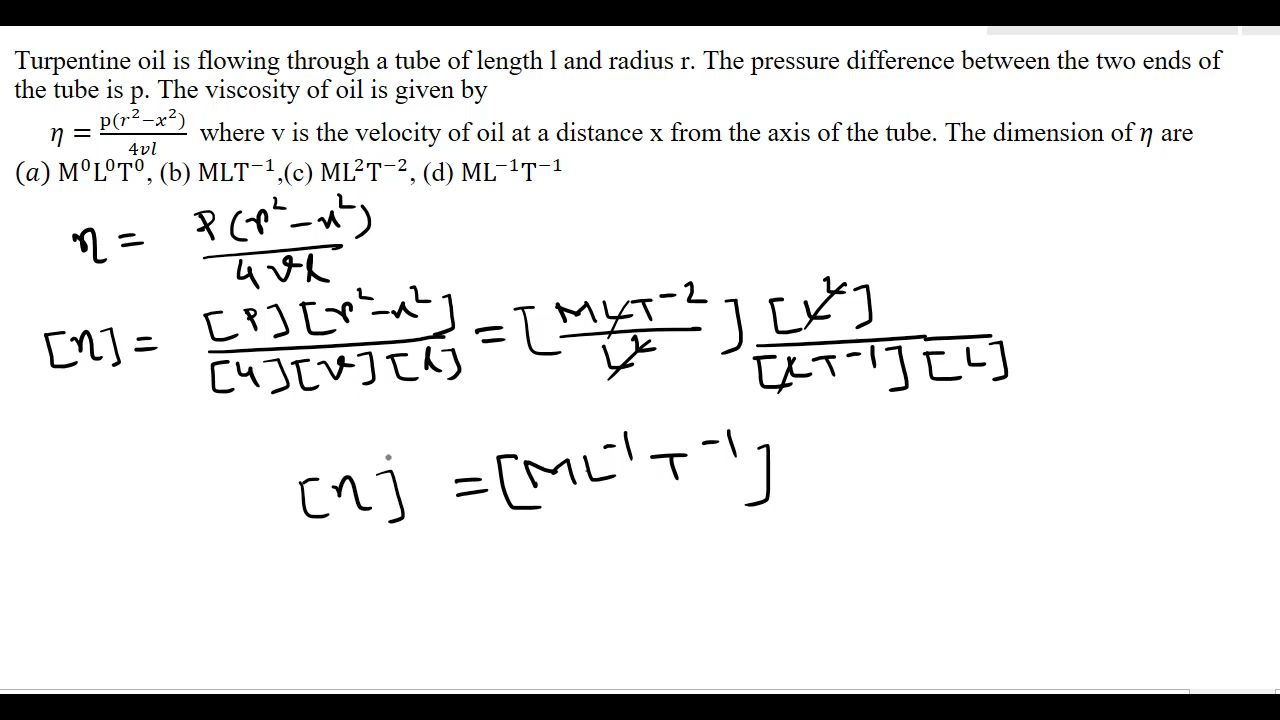 Turpentine oil is flowing through a tube of length l and radius r. The pressure difference between the two ends of
the tube is p. The viscosity of oil is given by
η = p(r²−x²)/4vl where v is the velocity of oil at a distance x from the axis of the tube. The dimension of η are
(a) M⁰L⁰T⁰, (b) MLT⁻¹,(c) ML²T⁻², (d) ML⁻¹T⁻¹
η = P(r²−x²)/4vl
[η] = [P][r²−x²]/[4][v][l] = [MLT⁻²/L²] [L²]/[LT⁻¹][L]
[η] = [ML⁻¹T⁻¹]